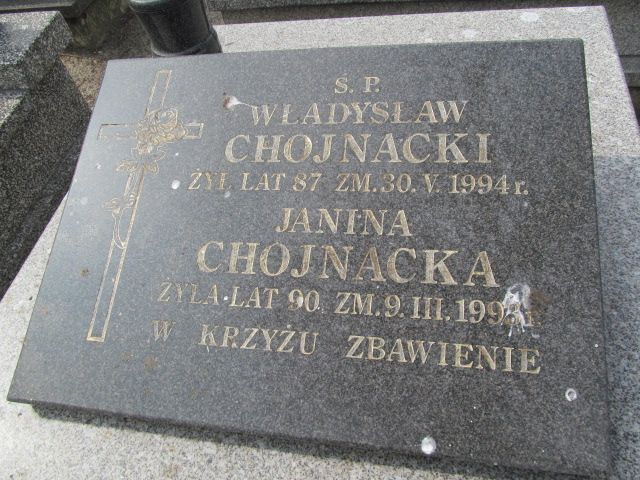 Ś. P.
WŁADYSŁAW
CHOJNACKI
ŻYŁ LAT 87 ZM. 30. V. 1994 r.
JANINA
CHOJNACKA
ŻYŁA LAT 90 ZM. 9. III.
W KRZYŻU ZBAWIENIE